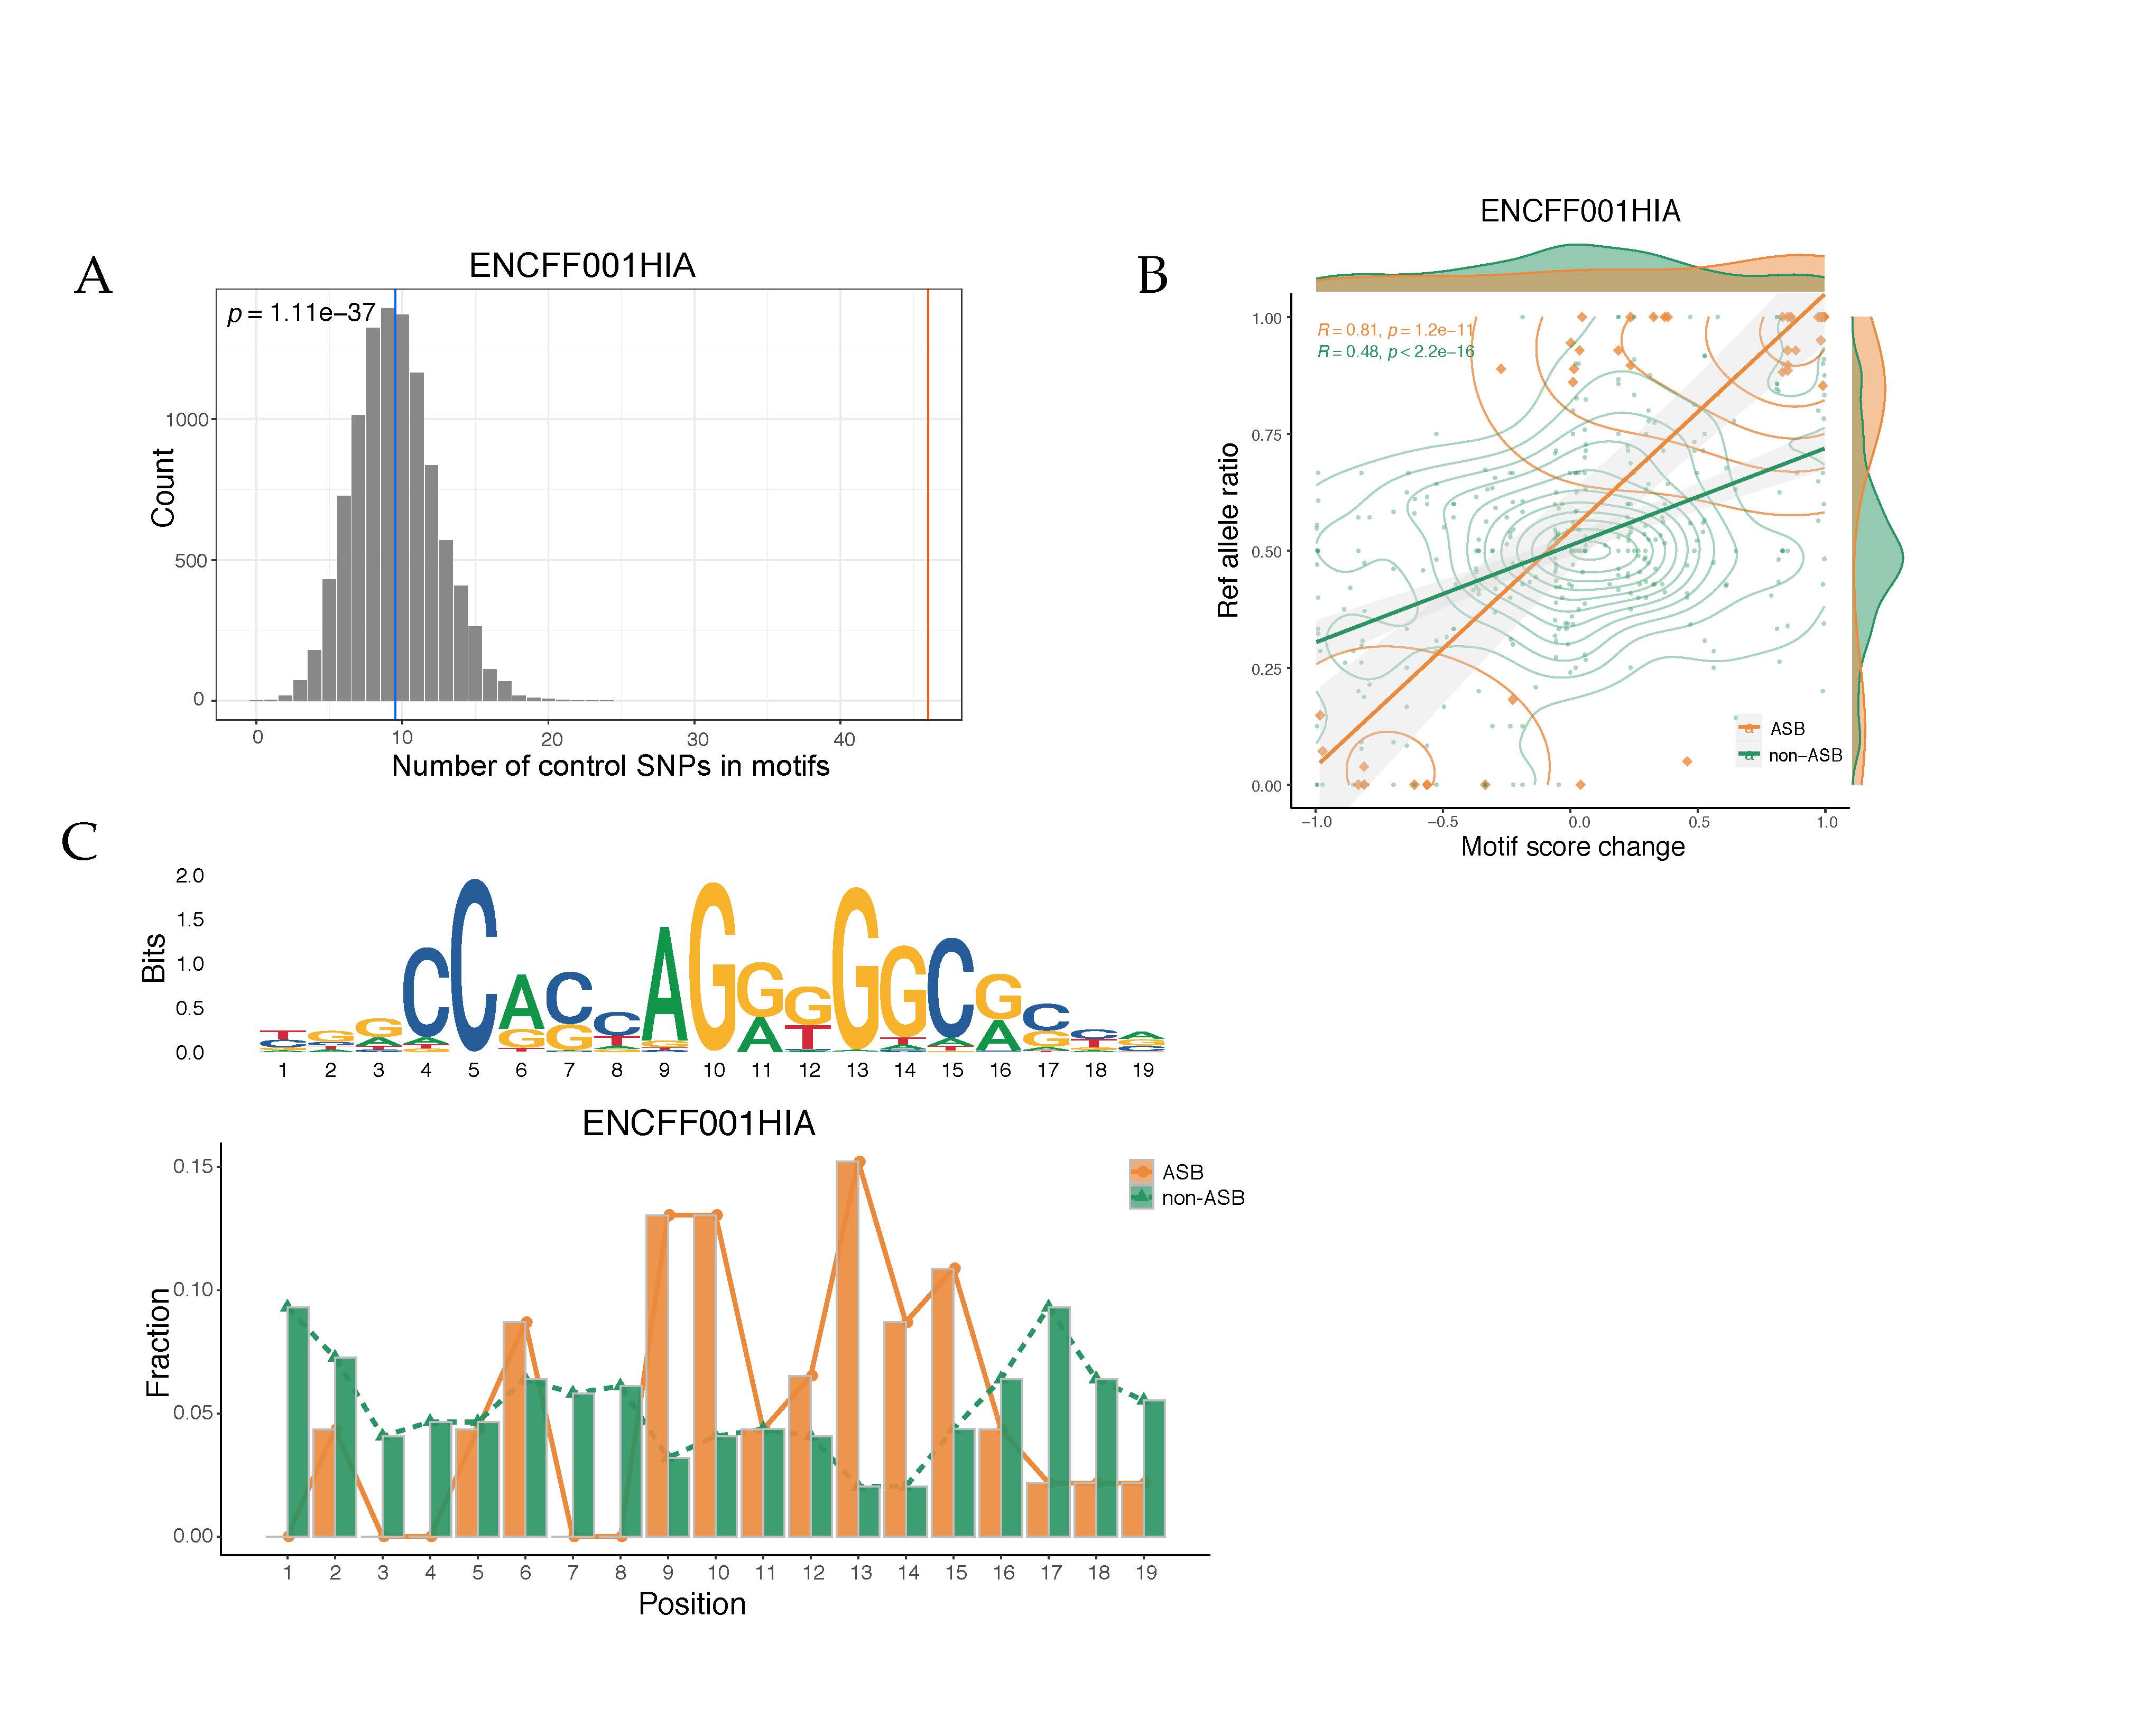 A
ENCFF001HIA
p = 1.11e−37
1000
500
0
Count
0 10 20 30 40
Number of control SNPs in motifs
B
ENCFF001HIA
R = 0.81, p = 1.2e−11
R = 0.48, p < 2.2e−16
1.00
0.75
0.50
0.25
0.00
Ref allele ratio
a ASB
a non−ASB
−1.0 −0.5 0.0 0.5 1.0
Motif score change
C
2.0
1.5
1.0
0.5
0.0
Bits
1 2 3 4 5 6 7 8 9 10 11 12 13 14 15 16 17 18 19
ENCFF001HIA
0.15
0.10
0.05
0.00
Fraction
ASB
non-ASB
1 2 3 4 5 6 7 8 9 10 11 12 13 14 15 16 17 18 19
Position